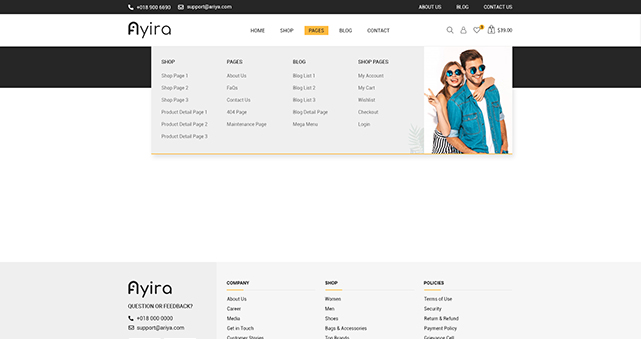 +018 900 6690 support@ariya.com ABOUT US BLOG CONTACT US
Ayira HOME SHOP PAGES BLOG CONTACT $39.00
SHOP PAGES BLOG SHOP PAGES
Shop Page 1 About Us Blog List 1 My Account
Shop Page 2 FaQs Blog List 2 My Cart
Shop Page 3 Contact Us Blog List 3 Wishlist
Product Detail Page 1 404 Page Blog Detail Page Checkout
Product Detail Page 2 Maintenance Page Mega Menu Login
Product Detail Page 3
Ayira COMPANY SHOP POLICIES
QUESTION OR FEEDBACK? About Us Women Terms of Use
Career Men Security
+018 000 0000 Media Shoes Return & Refund
support@ariya.com Get in Touch Bags & Accessories Payment Policy
Customer Stories Top Brands Grievance Cell